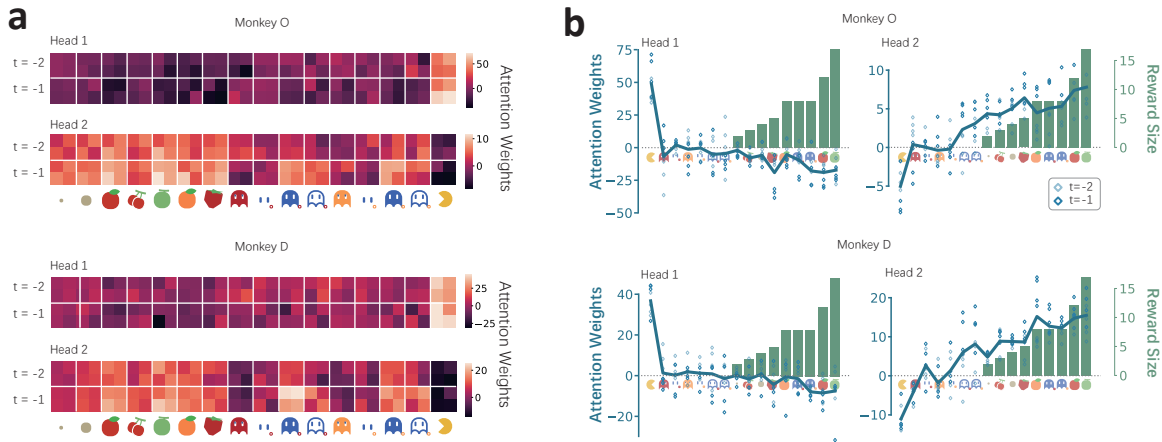 a
Monkey O
Head 1
t = -2
t = -1
50
0
Attention Weights
Head 2
t = -2
t = -1
10
0
Monkey D
Head 1
t = -2
t = -1
25
0
−25
Attention Weights
Head 2
t = -2
t = -1
20
0
b
Monkey O
Head 1
Attention Weights
75
50
25
0
−25
−50
Head 2
10
5
0
−5
15
10
5
0
Reward Size
t=-2
t=-1
Monkey D
Head 1
Attention Weights
40
20
0
−20
Head 2
20
10
0
−10
15
10
5
0
Reward Size